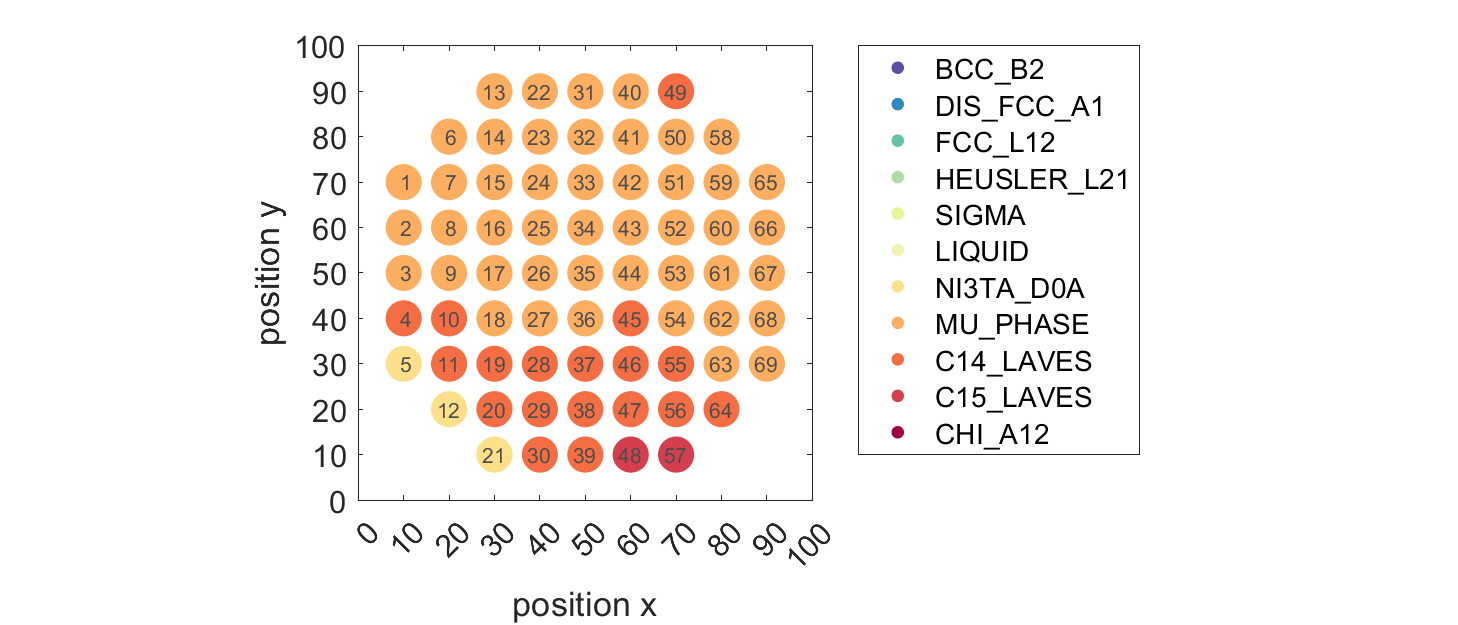 100
90
80
70
60
50
40
30
20
10
0
position y
13 22 31 40 49
6 14 23 32 41 50 58
1 7 15 24 33 42 51 59 65
2 8 16 25 34 43 52 60 66
3 9 17 26 35 44 53 61 67
4 10 18 27 36 45 54 62 68
5 11 19 28 37 46 55 63 69
12 20 29 38 47 56 64
21 30 39 48 57
0 10 20 30 40 50 60 70 80 90 100
position x
BCC_B2
DIS_FCC_A1
FCC_L12
HEUSLER_L21
SIGMA
LIQUID
NI3TA_D0A
MU_PHASE
C14_LAVES
C15_LAVES
CHI_A12